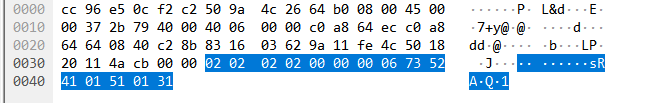 0000 cc 96 e5 0c f2 c2 50 9a 4c 26 64 b0 08 00 45 00 ······P· L&d···E·
0010 00 37 2b 79 40 00 40 06 00 00 c0 a8 64 ec c0 a8 ·7+y@·@· ····d···
0020 64 64 08 40 c2 8b 83 16 03 62 9a 11 fe 4c 50 18 dd·@···· ·b···LP·
0030 20 11 4a cb 00 00 02 02 02 02 00 00 00 06 73 52 ·J····· ······sR
0040 41 01 51 01 31 A·Q·1